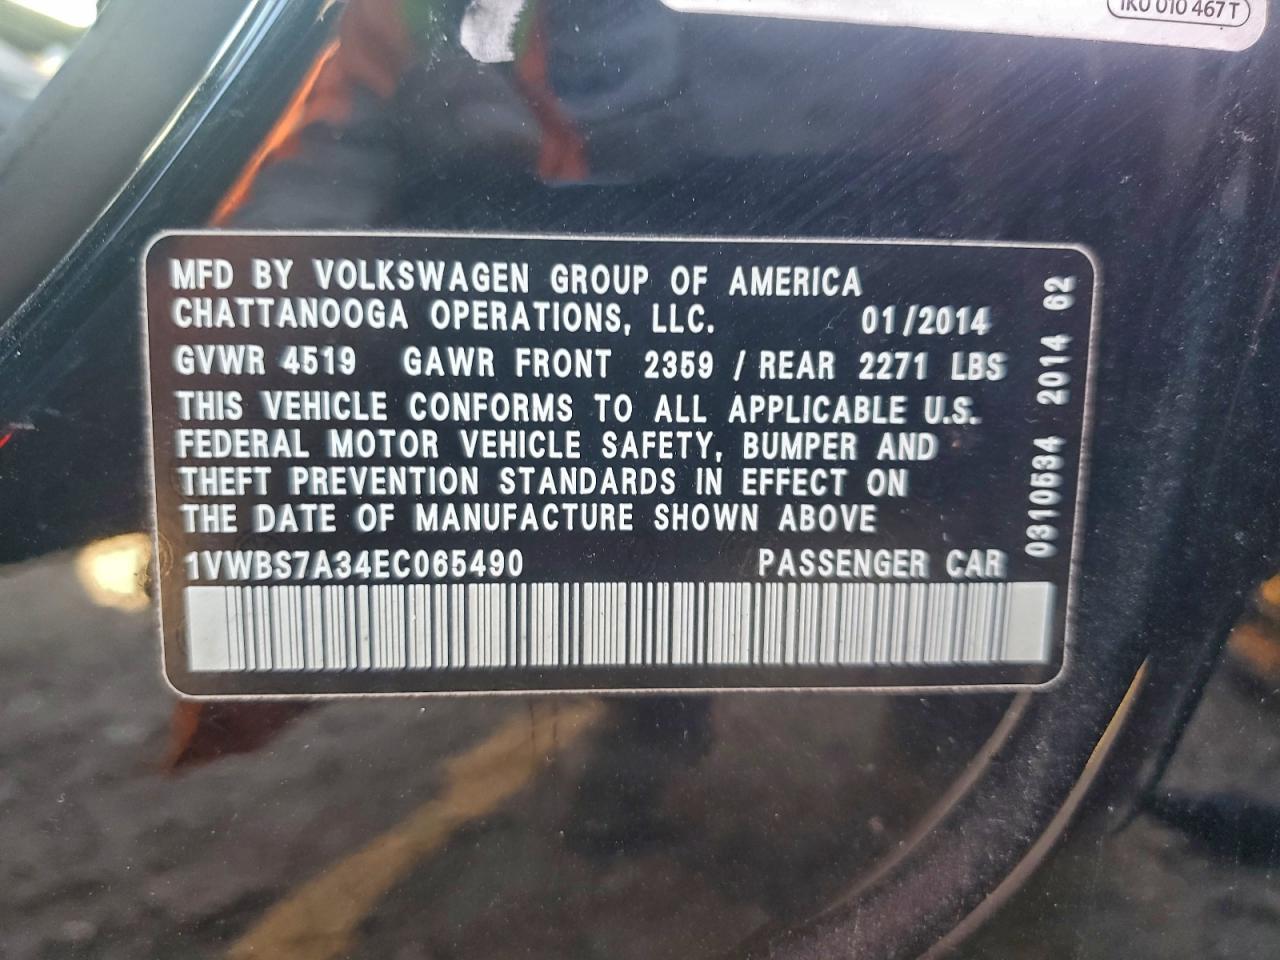 1K0 010 467 T
MFD BY VOLKSWAGEN GROUP OF AMERICA
CHATTANOOGA OPERATIONS, LLC. 01/2014
GVWR 4519 GAWR FRONT 2359 / REAR 2271 LBS
THIS VEHICLE CONFORMS TO ALL APPLICABLE U.S.
FEDERAL MOTOR VEHICLE SAFETY, BUMPER AND
THEFT PREVENTION STANDARDS IN EFFECT ON
THE DATE OF MANUFACTURE SHOWN ABOVE
1VWBS7A34EC065490 PASSENGER CAR
0310534 2014 62